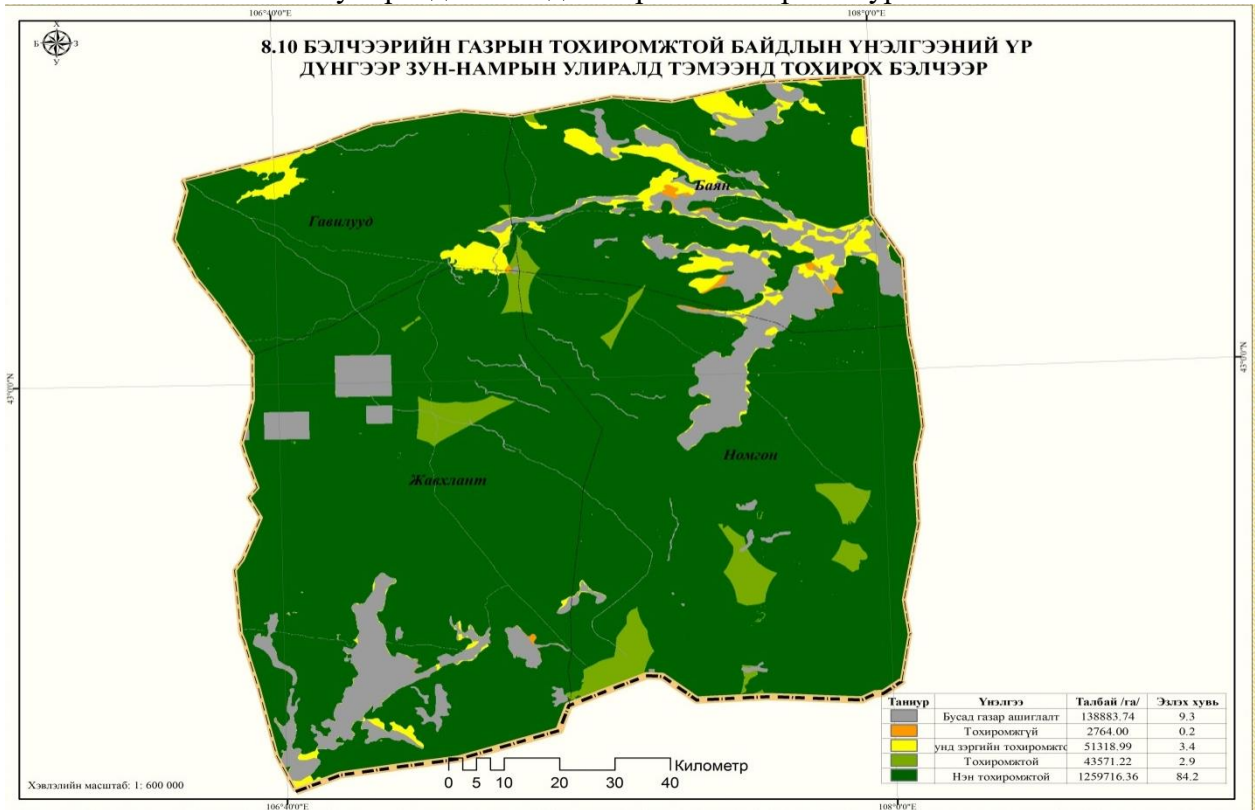 106°40'0"E
108°0'0"E
Х
Б
З
У
8.10 БЭЛЧЭЭРИЙН ГАЗРЫН ТОХИРОМЖТОЙ БАЙДЛЫН ҮНЭЛГЭЭНИЙ ҮР
ДҮНГЭЭР ЗУН-НАМРЫН УЛИРАЛД ТЭМЭЭНД ТОХИРОХ БЭЛЧЭЭР
Баян
Гавилууд
43°0'0"N
43°0'0"N
Номгон
Жавхлант
Таниур Үнэлгээ Талбай /га/ Эзлэх хувь
Бусад газар ашиглалт 138883.74 9.3
Тохиромжгүй 2764.00 0.2
унд зэргийн тохиромжто 51318.99 3.4
Тохиромжтой 43571.22 2.9
Нэн тохиромжтой 1259716.36 84.2
Километр
0 5 10 20 30 40
Хэвлэлийн масштаб: 1: 600 000
106°40'0"E
108°0'0"E